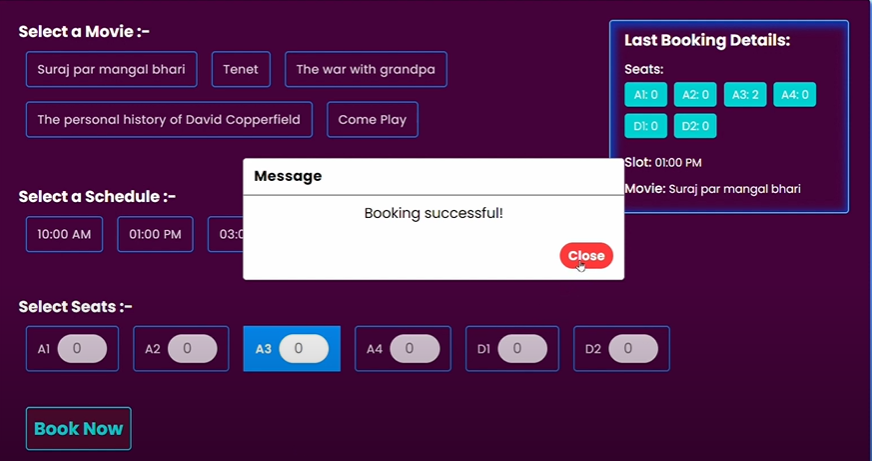 Select a Movie :-
Suraj par mangal bhari
Tenet
The war with grandpa
The personal history of David Copperfield
Come Play
Last Booking Details:
Seats:
A1: 0
A2: 0
A3: 2
A4: 0
D1: 0
D2: 0
Slot: 01:00 PM
Movie: Suraj par mangal bhari
Message
Booking successful!
Close
Select a Schedule :-
10:00 AM
01:00 PM
Select Seats :-
A1 0
A2 0
A3 0
A4 0
D1 0
D2 0
Book Now